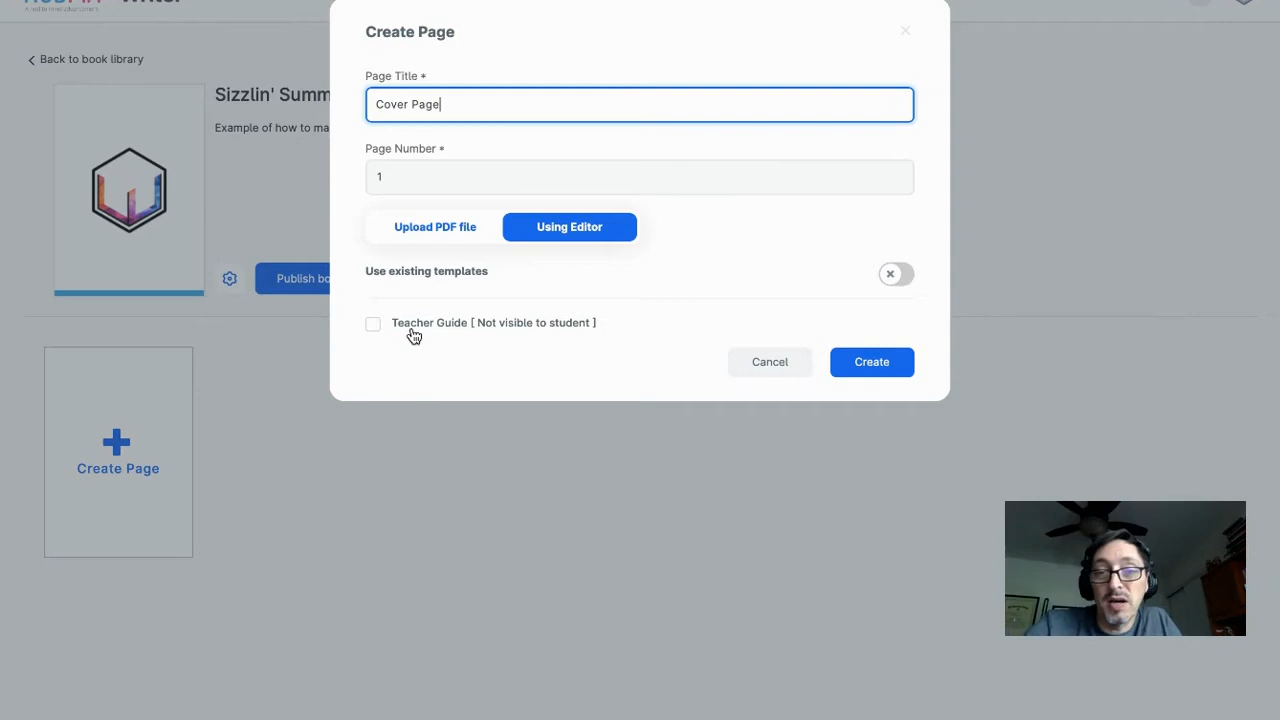 Create Page
Back to book library
Page Title *
Sizzlin' Summ
Cover Page
Example of how to ma
Page Number *
1
Upload PDF file
Using Editor
Use existing templates
Publish bo
Teacher Guide [ Not visible to student ]
Cancel
Create
Create Page